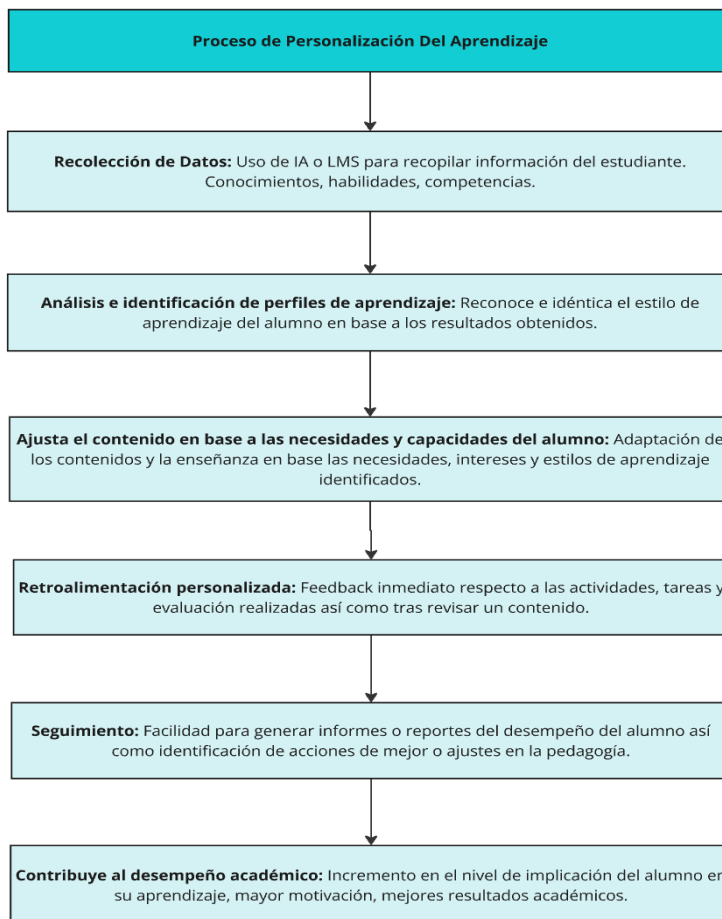 Proceso de Personalización Del Aprendizaje
Recolección de Datos: Uso de IA o LMS para recopilar información del estudiante.
Conocimientos, habilidades, competencias.
Análisis e identificación de perfiles de aprendizaje: Reconoce e idéntica el estilo de
aprendizaje del alumno en base a los resultados obtenidos.
Ajusta el contenido en base a las necesidades y capacidades del alumno: Adaptación de
los contenidos y la enseñanza en base las necesidades, intereses y estilos de aprendizaje
identificados.
Retroalimentación personalizada: Feedback inmediato respecto a las actividades, tareas y
evaluación realizadas así como tras revisar un contenido.
Seguimiento: Facilidad para generar informes o reportes del desempeño del alumno así
como identificación de acciones de mejor o ajustes en la pedagogía.
Contribuye al desempeño académico: Incremento en el nivel de implicación del alumno en
su aprendizaje, mayor motivación, mejores resultados académicos.